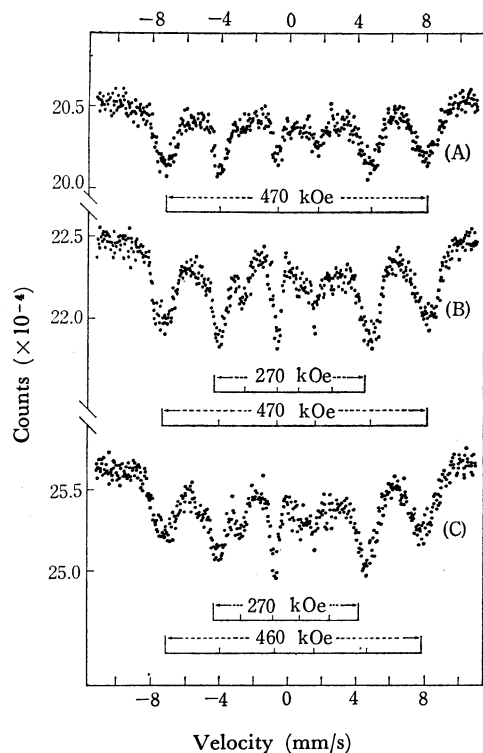 −8 −4 0 4 8
20.5
(A)
20.0
470 kOe
22.5
(B)
22.0
270 kOe
470 kOe
25.5
(C)
25.0
270 kOe
460 kOe
Counts (×10⁻⁴)
−8 −4 0 4 8
Velocity (mm/s)